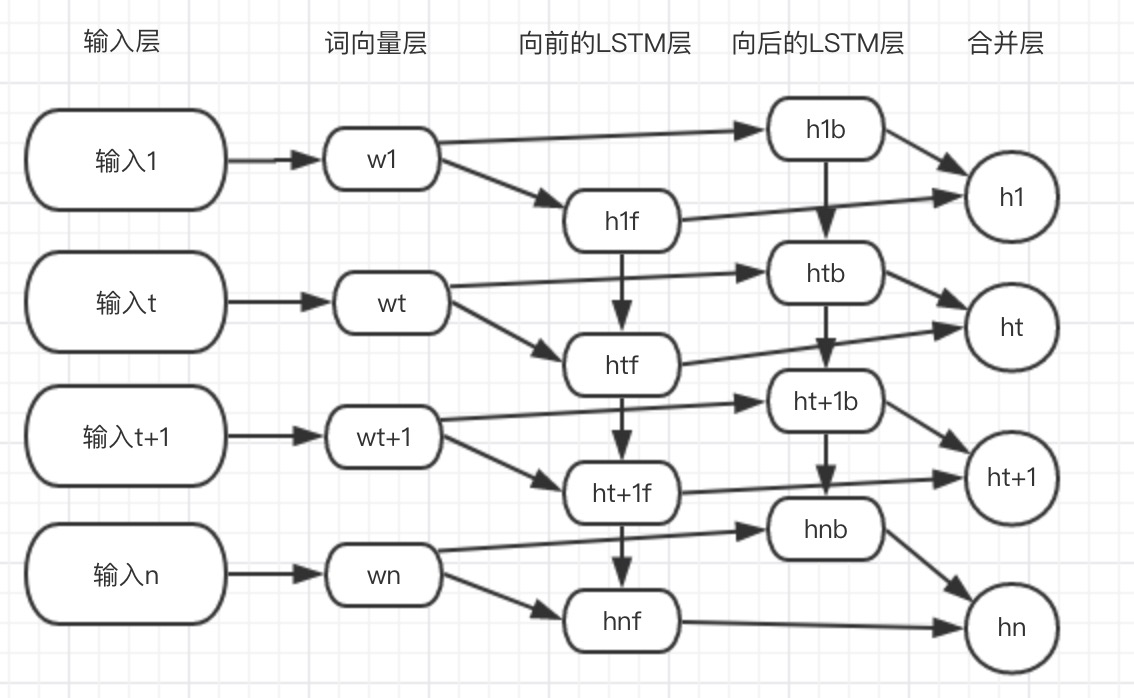 输入层
词向量层
向前的LSTM层
向后的LSTM层
合并层
输入1
w1
h1f
h1b
h1
输入t
wt
htf
htb
ht
输入t+1
wt+1
ht+1f
ht+1b
ht+1
输入n
wn
hnf
hnb
hn